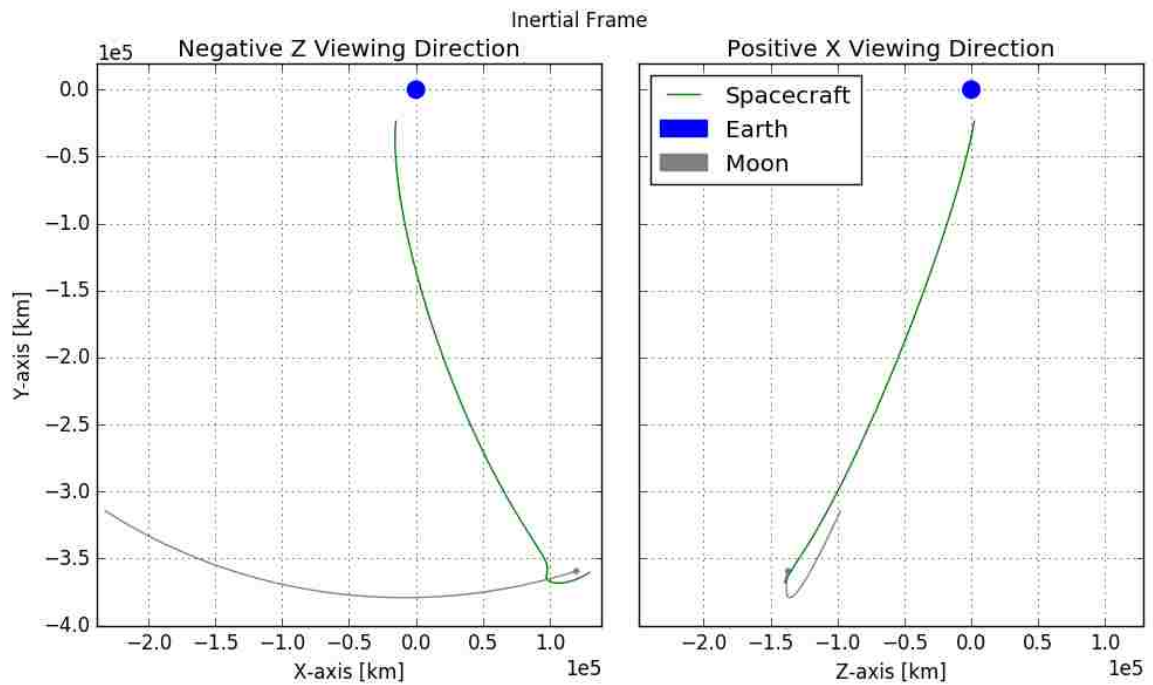 Inertial Frame
Negative Z Viewing Direction
Positive X Viewing Direction
1e5
0.0
−0.5
−1.0
−1.5
−2.0
−2.5
−3.0
−3.5
−4.0
Y-axis [km]
Spacecraft
Earth
Moon
−2.0 −1.5 −1.0 −0.5 0.0 0.5 1.0
−2.0 −1.5 −1.0 −0.5 0.0 0.5 1.0
X-axis [km]
1e5
Z-axis [km]
1e5